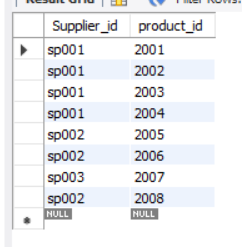 Result Grid Filter Rows:
Supplier_id product_id
sp001 2001
sp001 2002
sp001 2003
sp001 2004
sp002 2005
sp002 2006
sp003 2007
sp002 2008
NULL NULL